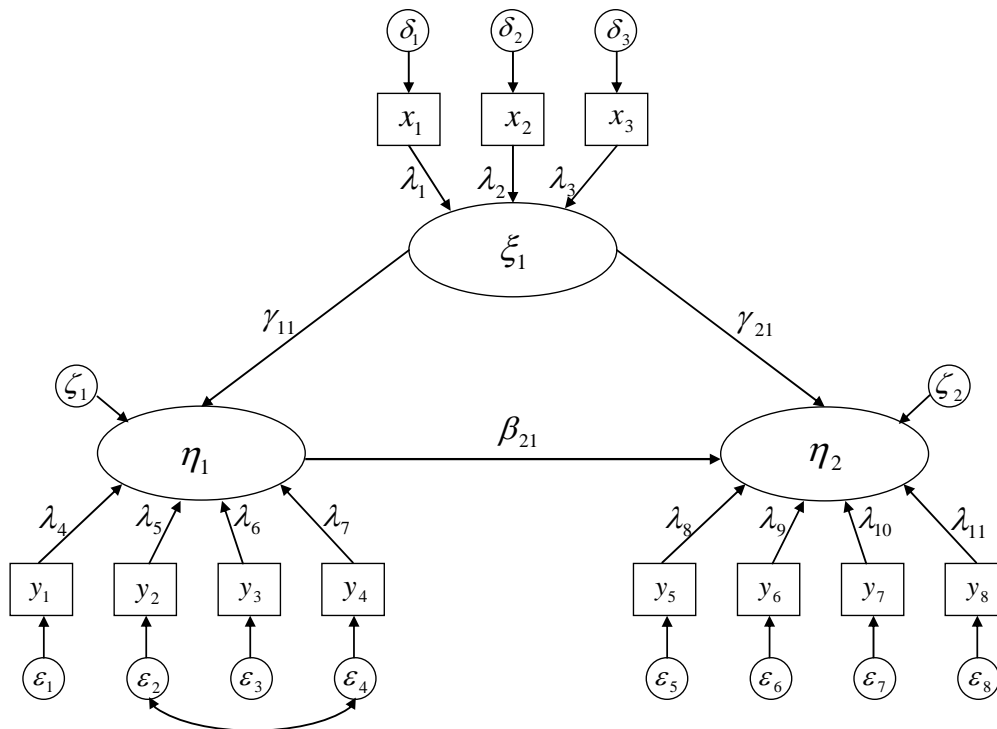 δ₁ δ₂ δ₃
x₁ x₂ x₃
λ₁ λ₂ λ₃
ξ₁
γ₁₁ γ₂₁
ζ₁ ζ₂
β₂₁
η₁ η₂
λ₄ λ₅ λ₆ λ₇ λ₈ λ₉ λ₁₀ λ₁₁
y₁ y₂ y₃ y₄ y₅ y₆ y₇ y₈
ε₁ ε₂ ε₃ ε₄ ε₅ ε₆ ε₇ ε₈